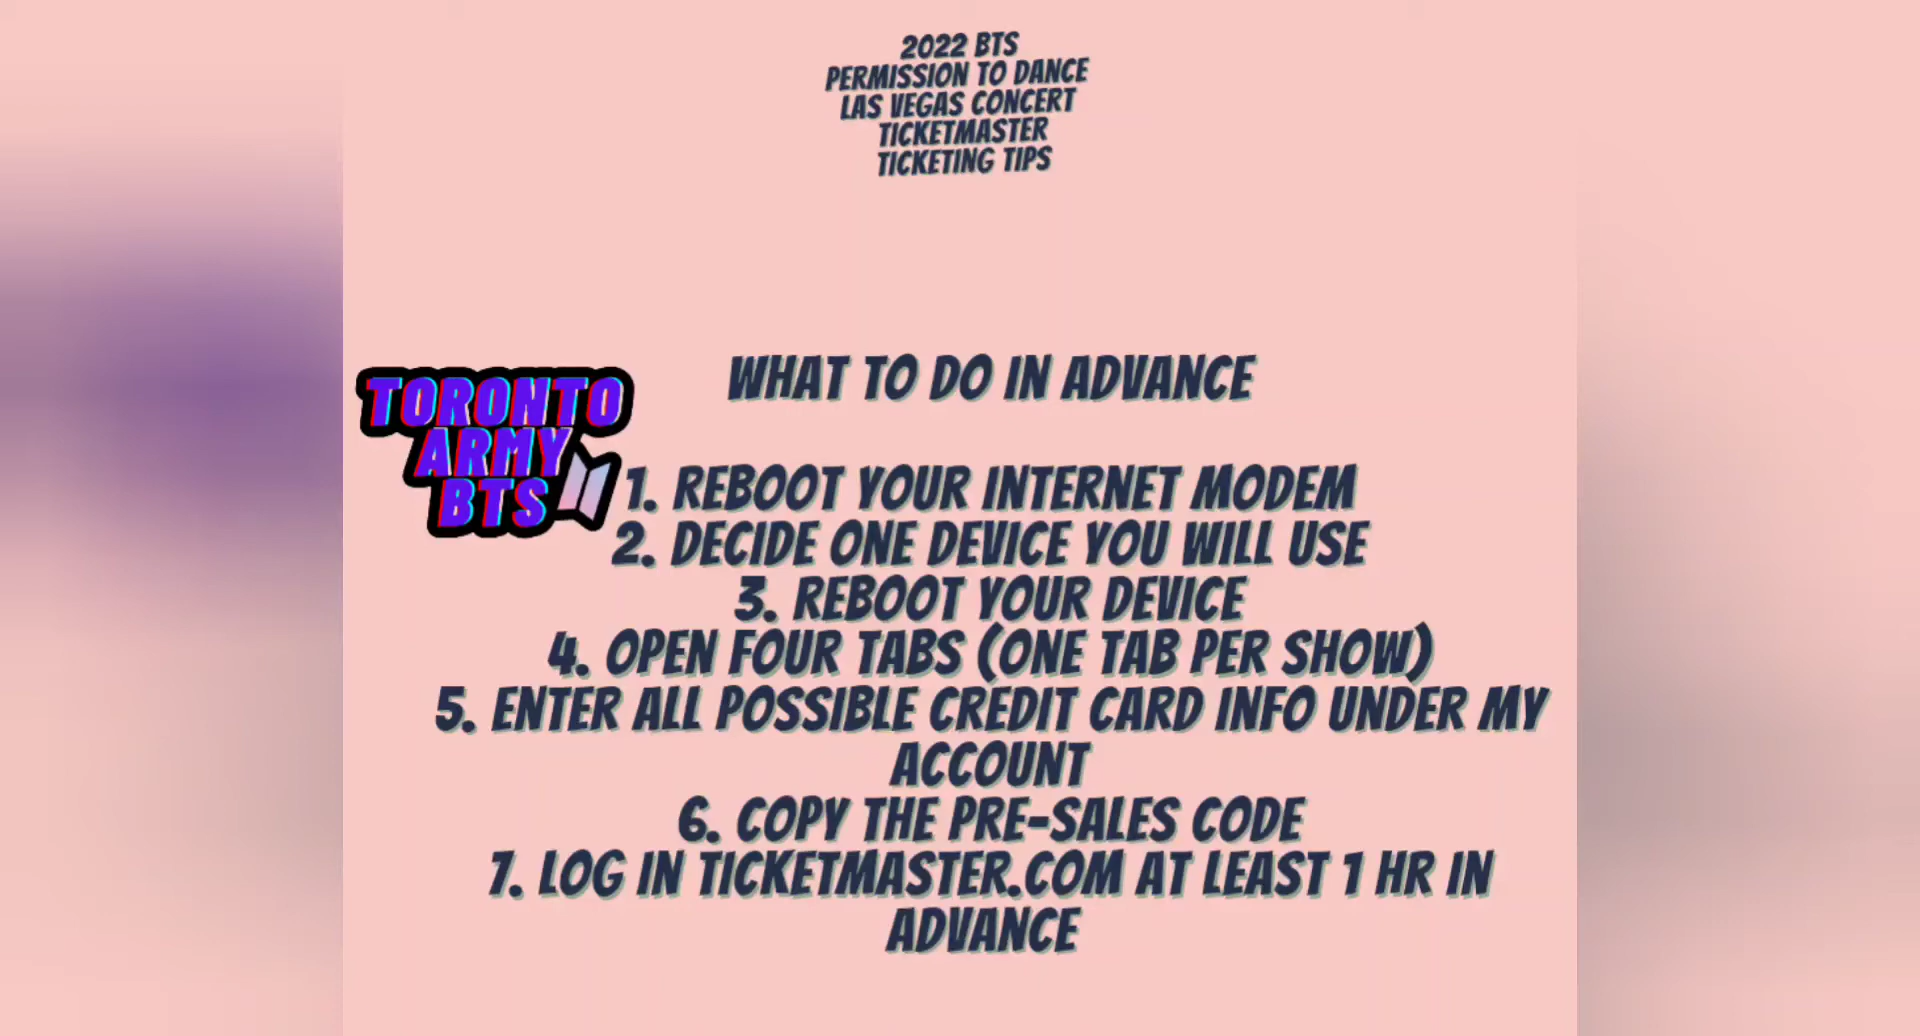 2022 BTS
PERMISSION TO DANCE
LAS VEGAS CONCERT
TICKETMASTER
TICKETING TIPS
WHAT TO DO IN ADVANCE
TORONTO
ARMY
BTS
1. REBOOT YOUR INTERNET MODEM
2. DECIDE ONE DEVICE YOU WILL USE
3. REBOOT YOUR DEVICE
4. OPEN FOUR TABS (ONE TAB PER SHOW)
5. ENTER ALL POSSIBLE CREDIT CARD INFO UNDER MY
ACCOUNT
6. COPY THE PRE-SALES CODE
7. LOG IN TICKETMASTER.COM AT LEAST 1 HR IN
ADVANCE